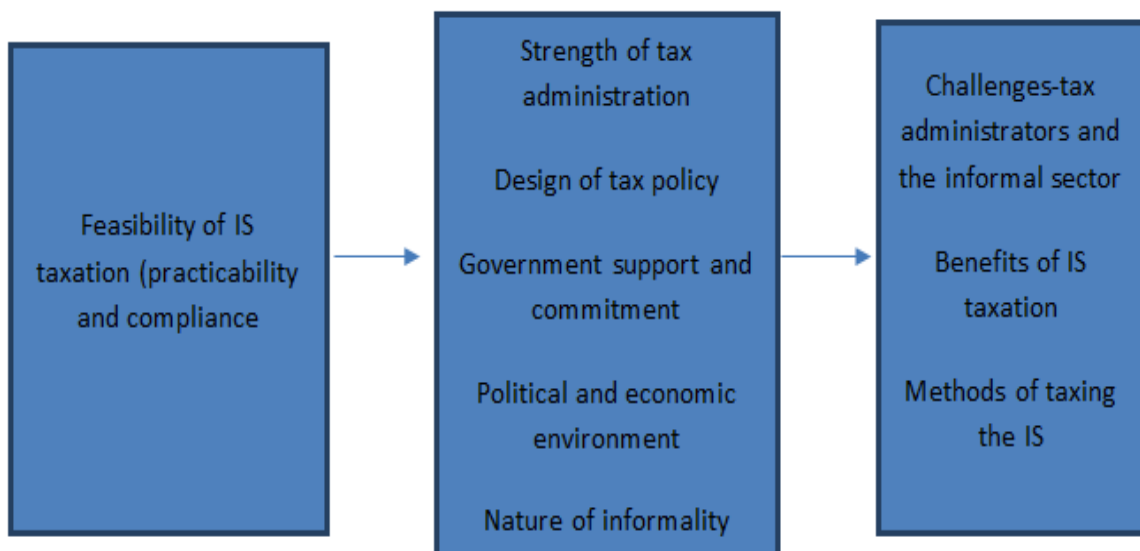 Feasibility of IS
taxation (practicability
and compliance
Strength of tax
administration
Design of tax policy
Government support and
commitment
Political and economic
environment
Nature of informality
Challenges-tax
administrators and
the informal sector
Benefits of IS
taxation
Methods of taxing
the IS